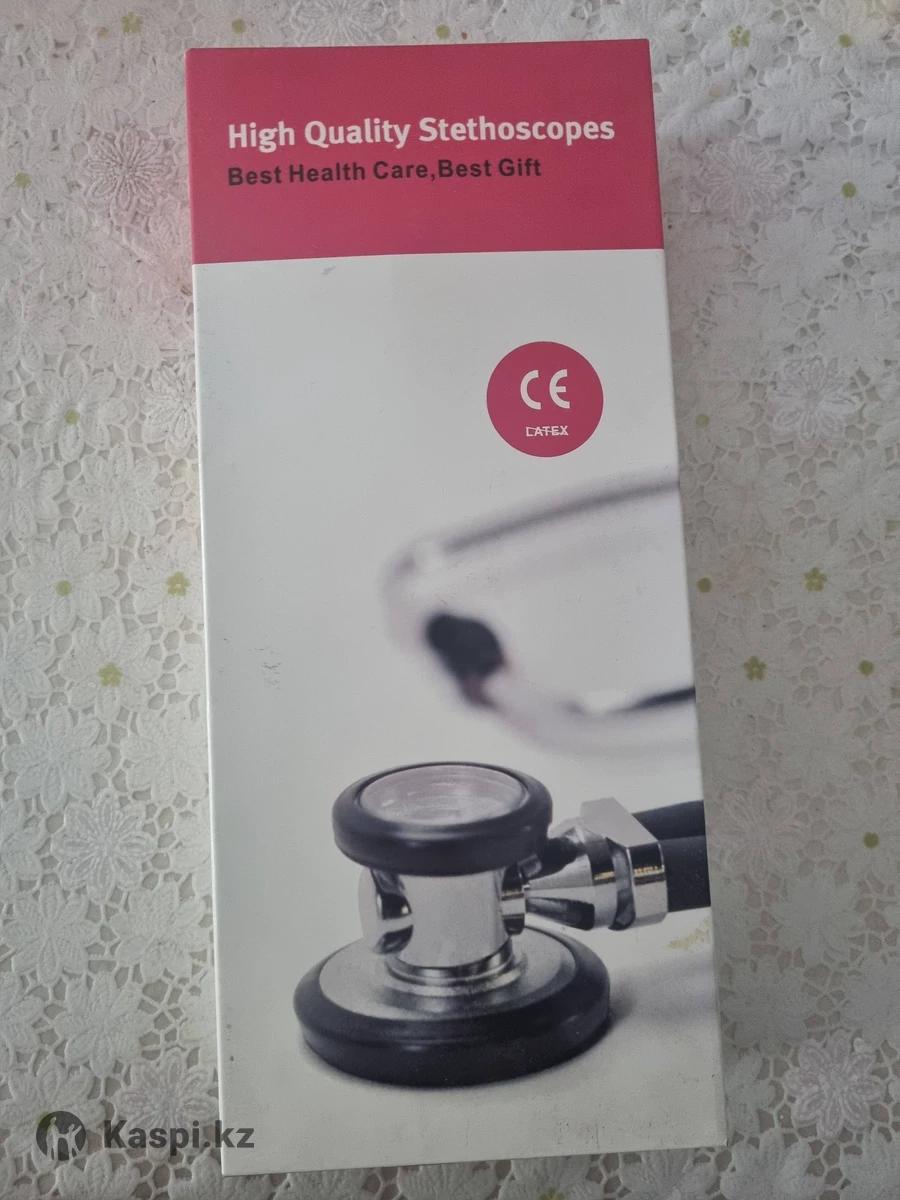 High Quality Stethoscopes
Best Health Care,Best Gift
CE
LATEX
Kaspi.kz